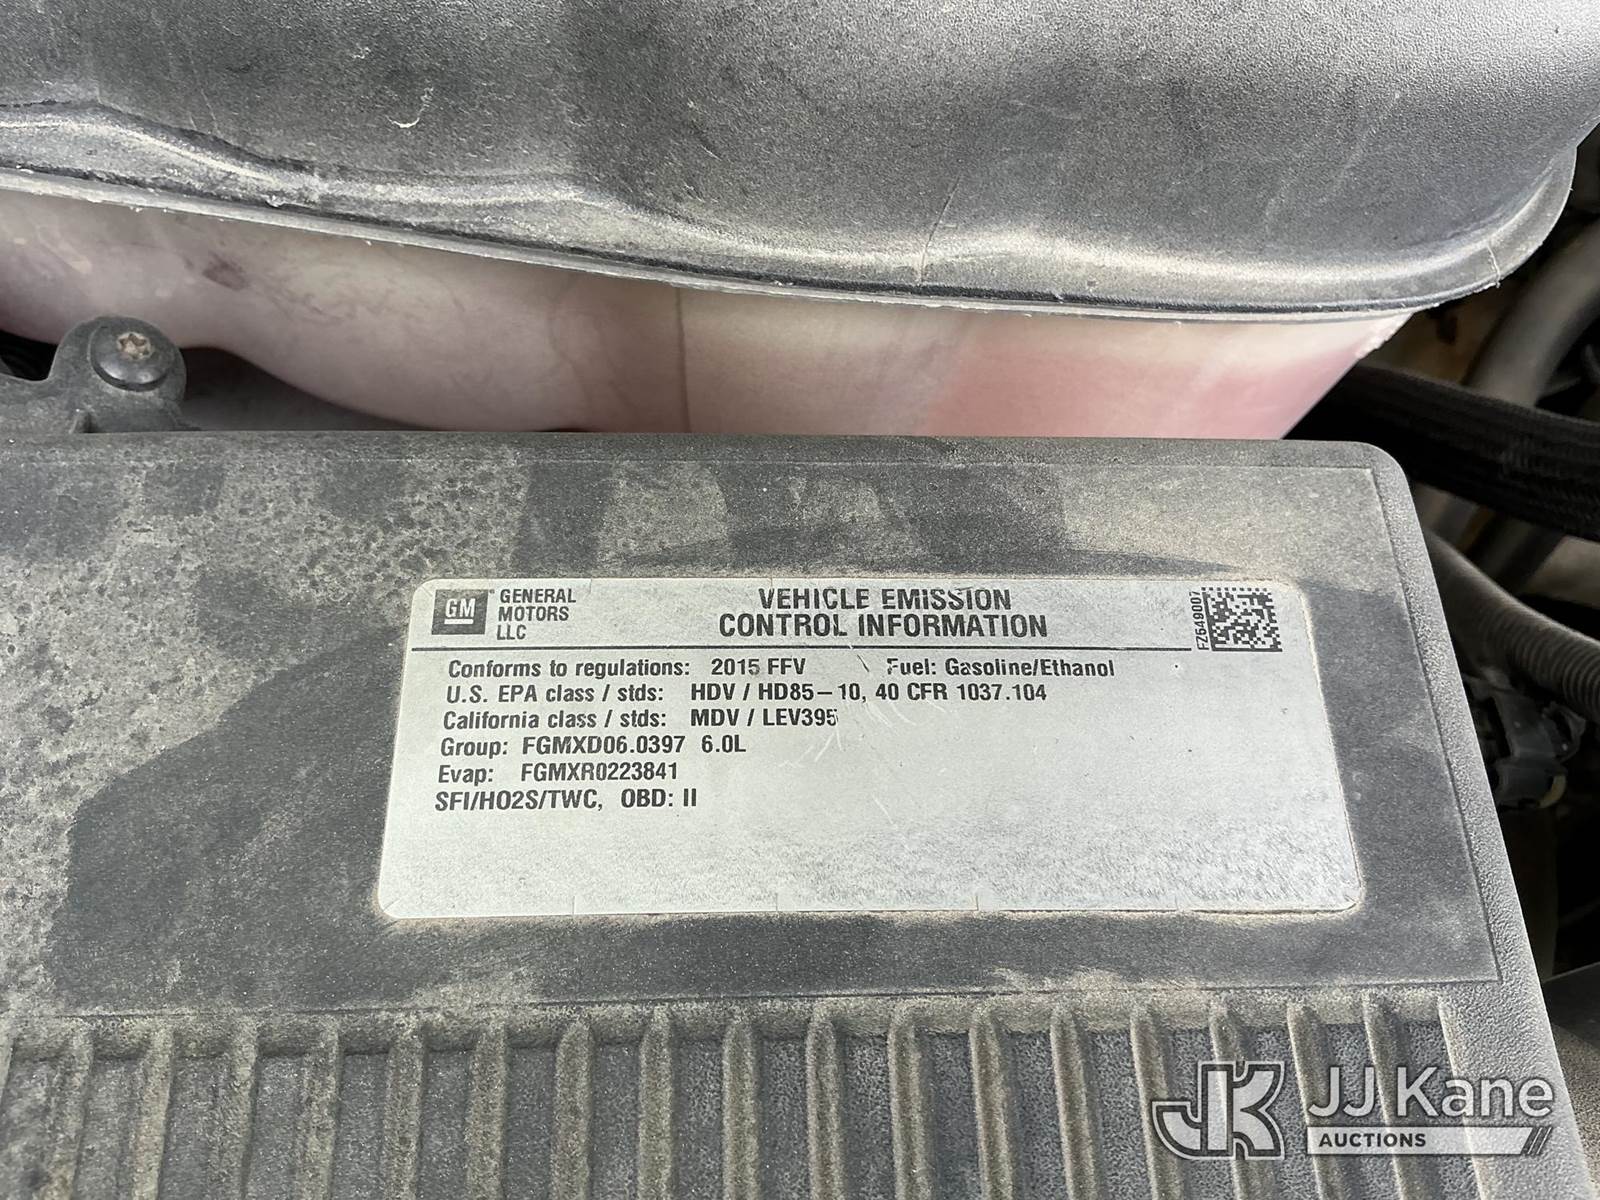 GM GENERAL MOTORS LLC
VEHICLE EMISSION
CONTROL INFORMATION
FZ649007
Conforms to regulations: 2015 FFV Fuel: Gasoline/Ethanol
U.S. EPA class / stds: HDV / HD85-10, 40 CFR 1037.104
California class / stds: MDV / LEV395
Group: FGMXD06.0397 6.0L
Evap: FGMXR0223841
SFI/HO2S/TWC, OBD: II
JK JJ Kane
AUCTIONS